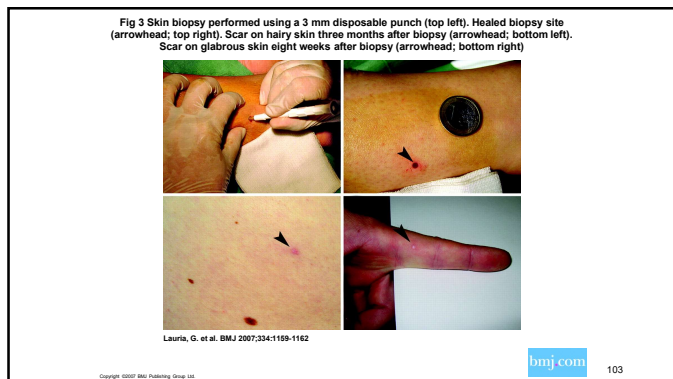 Fig 3 Skin biopsy performed using a 3 mm disposable punch (top left). Healed biopsy site
(arrowhead; top right). Scar on hairy skin three months after biopsy (arrowhead; bottom left).
Scar on glabrous skin eight weeks after biopsy (arrowhead; bottom right)
Lauria, G. et al. BMJ 2007;334:1159-1162
Copyright ©2007 BMJ Publishing Group Ltd.
bmj.com
103